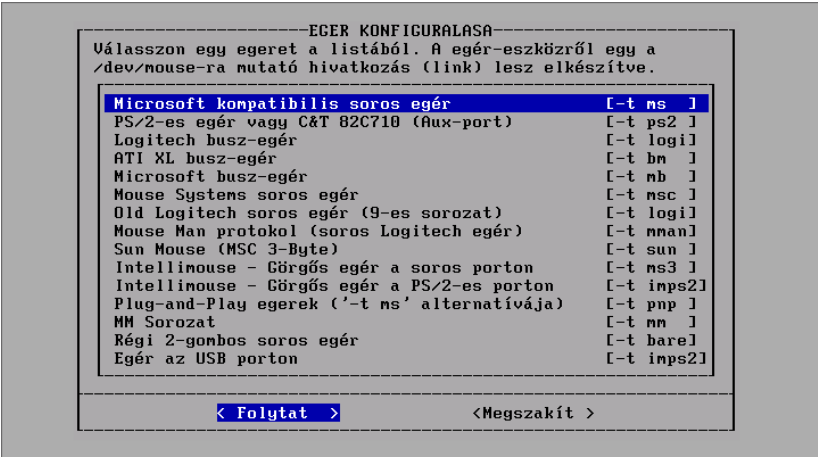 EGER KONFIGURALASA
Válasszon egy egeret a listából. A egér-eszközről egy a
/dev/mouse-ra mutató hivatkozás (link) lesz elkészítve.
Microsoft kompatibilis soros egér [-t ms  ]
PS/2-es egér vagy C&T 82C710 (Aux-port) [-t ps2 ]
Logitech busz-egér [-t logi]
ATI XL busz-egér [-t bm  ]
Microsoft busz-egér [-t mb  ]
Mouse Systems soros egér [-t msc ]
Old Logitech soros egér (9-es sorozat) [-t logi]
Mouse Man protokol (soros Logitech egér) [-t mman]
Sun Mouse (MSC 3-Byte) [-t sun ]
Intellimouse - Görgős egér a soros porton [-t ms3 ]
Intellimouse - Görgős egér a PS/2-es porton [-t imps2]
Plug-and-Play egerek ('-t ms' alternatívája) [-t pnp ]
MM Sorozat [-t mm  ]
Régi 2-gombos soros egér [-t bare]
Egér az USB porton [-t imps2]
< Folytat  > <Megszakít >